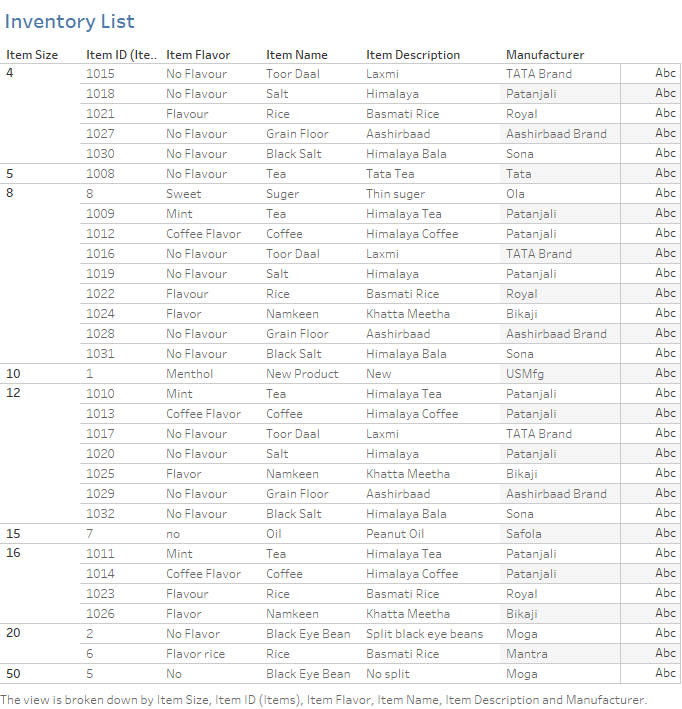 Inventory List
Item Size Item ID (Ite.. Item Flavor Item Name Item Description Manufacturer
4 1015 No Flavour Toor Daal Laxmi TATA Brand Abc
1018 No Flavour Salt Himalaya Patanjali Abc
1021 Flavour Rice Basmati Rice Royal Abc
1027 No Flavour Grain Floor Aashirbaad Aashirbaad Brand Abc
1030 No Flavour Black Salt Himalaya Bala Sona Abc
5 1008 No Flavour Tea Tata Tea Tata Abc
8 8 Sweet Suger Thin suger Ola Abc
1009 Mint Tea Himalaya Tea Patanjali Abc
1012 Coffee Flavor Coffee Himalaya Coffee Patanjali Abc
1016 No Flavour Toor Daal Laxmi TATA Brand Abc
1019 No Flavour Salt Himalaya Patanjali Abc
1022 Flavour Rice Basmati Rice Royal Abc
1024 Flavor Namkeen Khatta Meetha Bikaji Abc
1028 No Flavour Grain Floor Aashirbaad Aashirbaad Brand Abc
1031 No Flavour Black Salt Himalaya Bala Sona Abc
10 1 Menthol New Product New USMfg Abc
12 1010 Mint Tea Himalaya Tea Patanjali Abc
1013 Coffee Flavor Coffee Himalaya Coffee Patanjali Abc
1017 No Flavour Toor Daal Laxmi TATA Brand Abc
1020 No Flavour Salt Himalaya Patanjali Abc
1025 Flavor Namkeen Khatta Meetha Bikaji Abc
1029 No Flavour Grain Floor Aashirbaad Aashirbaad Brand Abc
1032 No Flavour Black Salt Himalaya Bala Sona Abc
15 7 no Oil Peanut Oil Safola Abc
16 1011 Mint Tea Himalaya Tea Patanjali Abc
1014 Coffee Flavor Coffee Himalaya Coffee Patanjali Abc
1023 Flavour Rice Basmati Rice Royal Abc
1026 Flavor Namkeen Khatta Meetha Bikaji Abc
20 2 No Flavor Black Eye Bean Split black eye beans Moga Abc
6 Flavor rice Rice Basmati Rice Mantra Abc
50 5 No Black Eye Bean No split Moga Abc
The view is broken down by Item Size, Item ID (Items), Item Flavor, Item Name, Item Description and Manufacturer.